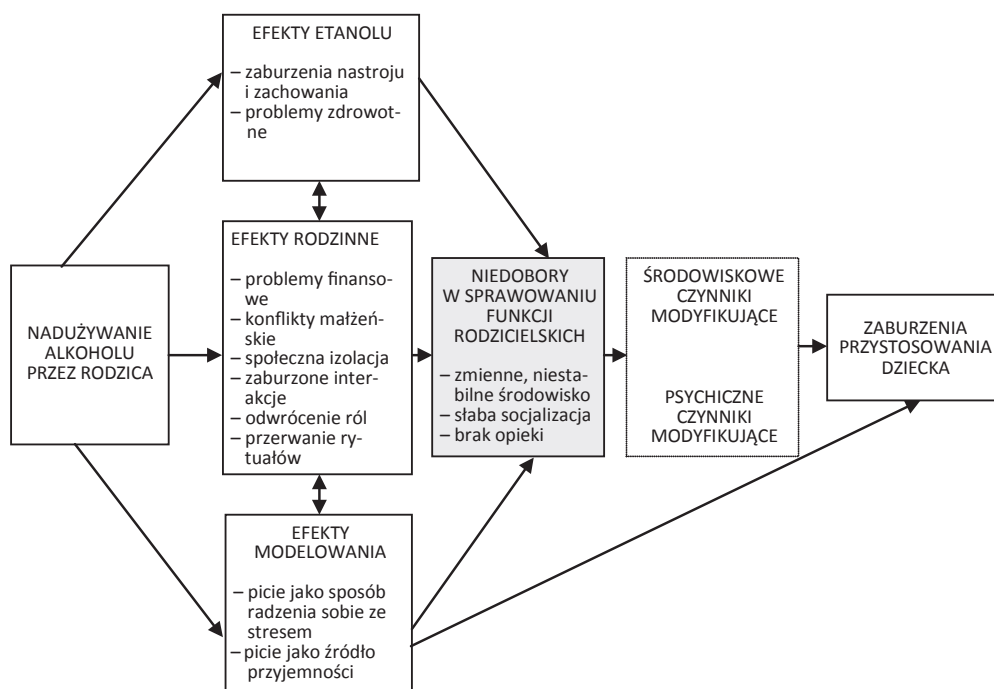 EFEKTY ETANOLU
– zaburzenia nastroju
i zachowania
– problemy zdrowot-
ne
NADUŻYWANIE
ALKOHOLU
PRZEZ RODZICA
EFEKTY RODZINNE
– problemy finanso-
we
– konflikty małżeń-
skie
– społeczna izolacja
– zaburzone inter-
akcje
– odwrócenie ról
– przerwanie ry-
tuałów
EFEKTY
MODELOWANIA
– picie jako sposób
radzenia sobie ze
stresem
– picie jako źródło
przyjemności
NIEDOBORY
W SPRAWOWANIU
FUNKCJI
RODZICIELSKICH
– zmienne, niesta-
bilne środowisko
– słaba socjalizacja
– brak opieki
ŚRODOWISKOWE
CZYNNIKI
MODYFIKUJĄCE
PSYCHICZNE
CZYNNIKI
MODYFIKUJĄCE
ZABURZENIA
PRZYSTOSOWANIA
DZIECKA